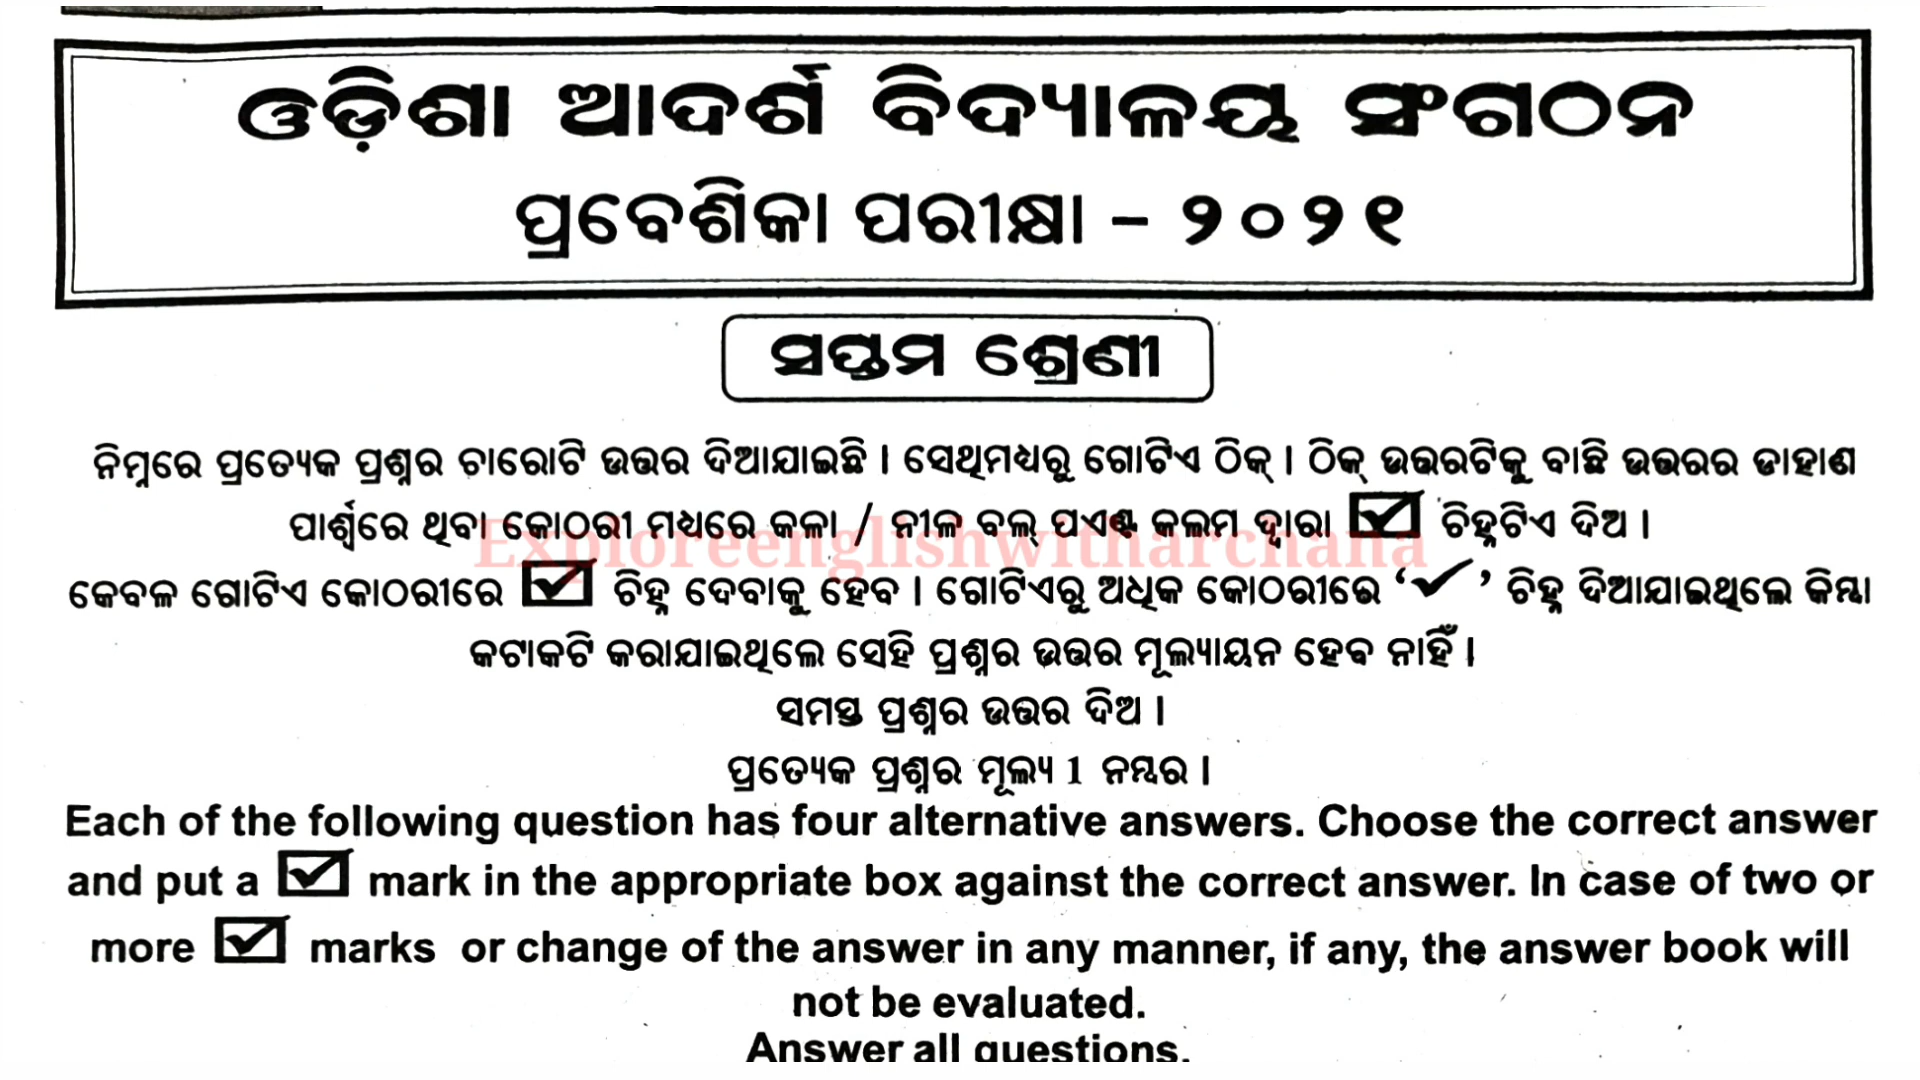 ଓଡ଼ିଶା ଆଦର୍ଶ ବିଦ୍ୟାଳୟ ସଂଗଠନ
ପ୍ରବେଶିକା ପରୀକ୍ଷା – ୨୦୨୧
ସପ୍ତମ ଶ୍ରେଣୀ
ନିମ୍ନରେ ପ୍ରତ୍ୟେକ ପ୍ରଶ୍ନର ଚାରୋଟି ଉତ୍ତର ଦିଆଯାଇଛି । ସେଥିମଧ୍ୟରୁ ଗୋଟିଏ ଠିକ୍ । ଠିକ୍ ଉତ୍ତରଟିକୁ ବାଛି ଉତ୍ତରର ଡାହାଣ
ପାର୍ଶ୍ୱରେ ଥିବା କୋଠରୀ ମଧ୍ୟରେ କଳା / ନୀଳ ବଲ୍ ପଏଣ୍ଟ କଲମ ଦ୍ୱାରା ☑ ଚିହ୍ନଟିଏ ଦିଅ ।
Exploreenglishwitharchana
କେବଳ ଗୋଟିଏ କୋଠରୀରେ ☑ ଚିହ୍ନ ଦେବାକୁ ହେବ । ଗୋଟିଏରୁ ଅଧିକ କୋଠରୀରେ ‘✓’ ଚିହ୍ନ ଦିଆଯାଇଥିଲେ କିମ୍ବା
କଟାକଟି କରାଯାଇଥିଲେ ସେହି ପ୍ରଶ୍ନର ଉତ୍ତର ମୂଲ୍ୟାୟନ ହେବ ନାହିଁ ।
ସମସ୍ତ ପ୍ରଶ୍ନର ଉତ୍ତର ଦିଅ ।
ପ୍ରତ୍ୟେକ ପ୍ରଶ୍ନର ମୂଲ୍ୟ 1 ନମ୍ବର ।
Each of the following question has four alternative answers. Choose the correct answer
and put a ☑ mark in the appropriate box against the correct answer. In case of two or
more ☑ marks or change of the answer in any manner, if any, the answer book will
not be evaluated.
Answer all questions.